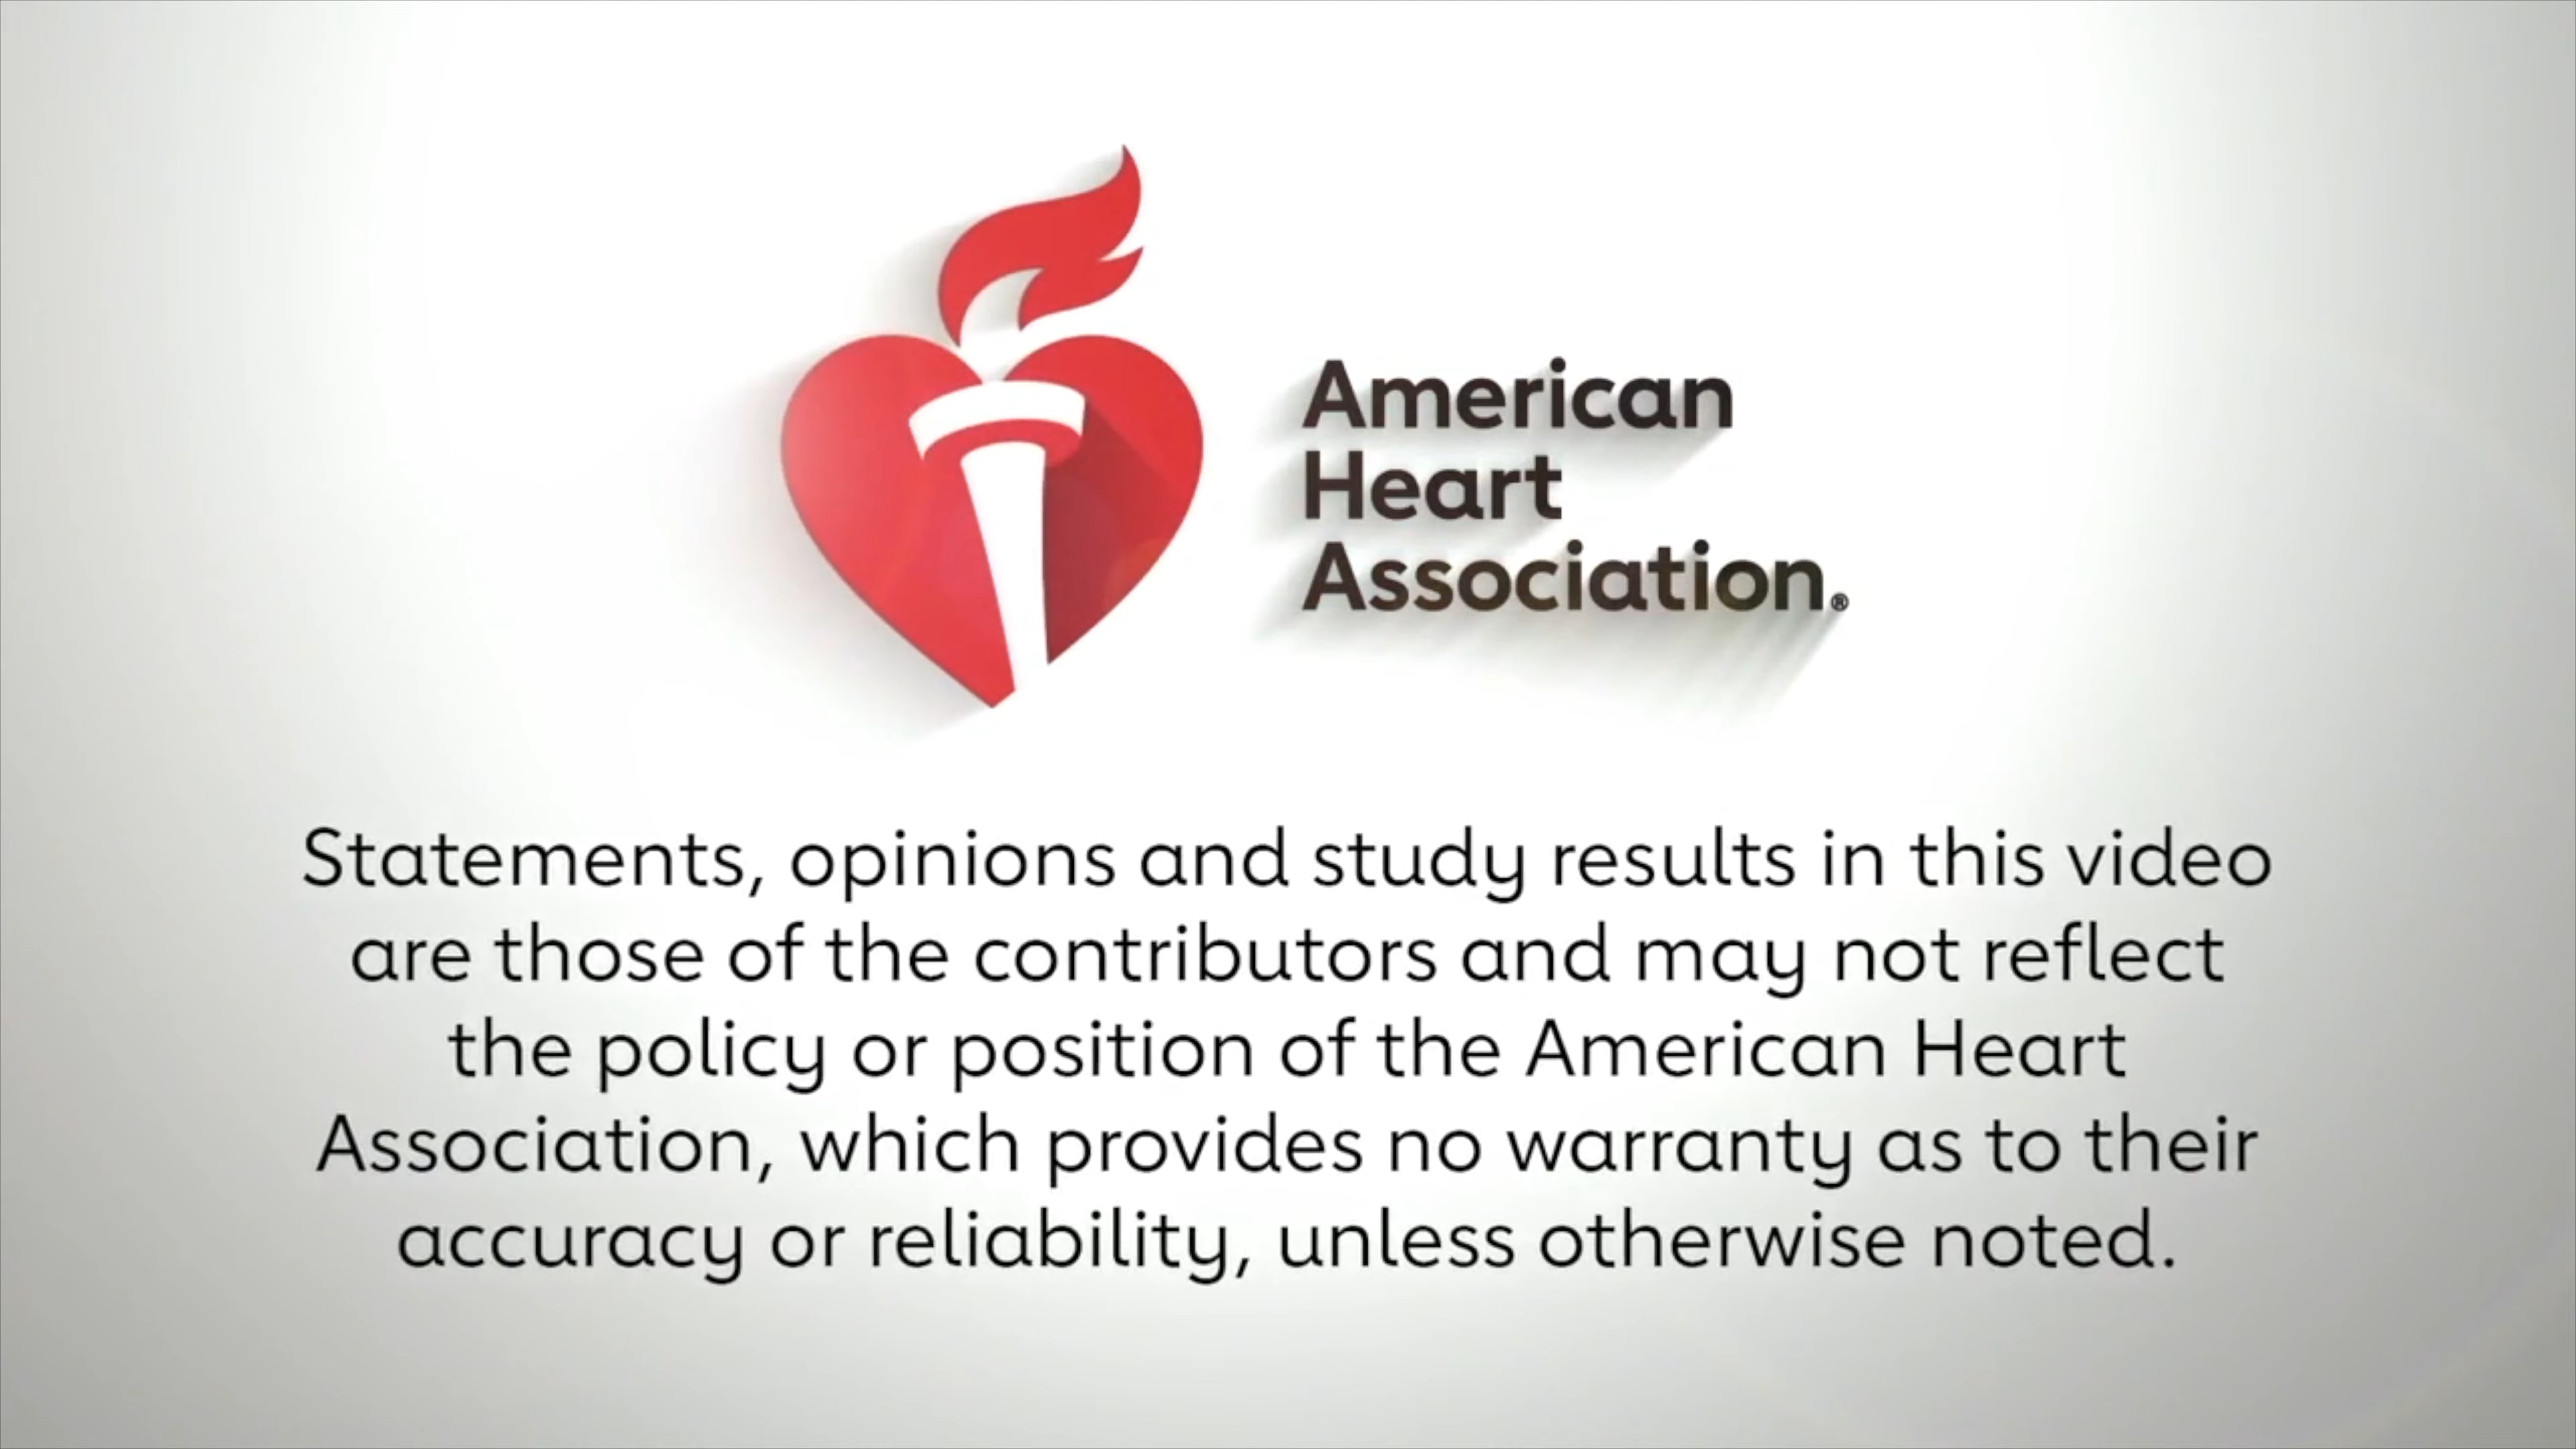 American
Heart
Association®
Statements, opinions and study results in this video
are those of the contributors and may not reflect
the policy or position of the American Heart
Association, which provides no warranty as to their
accuracy or reliability, unless otherwise noted.